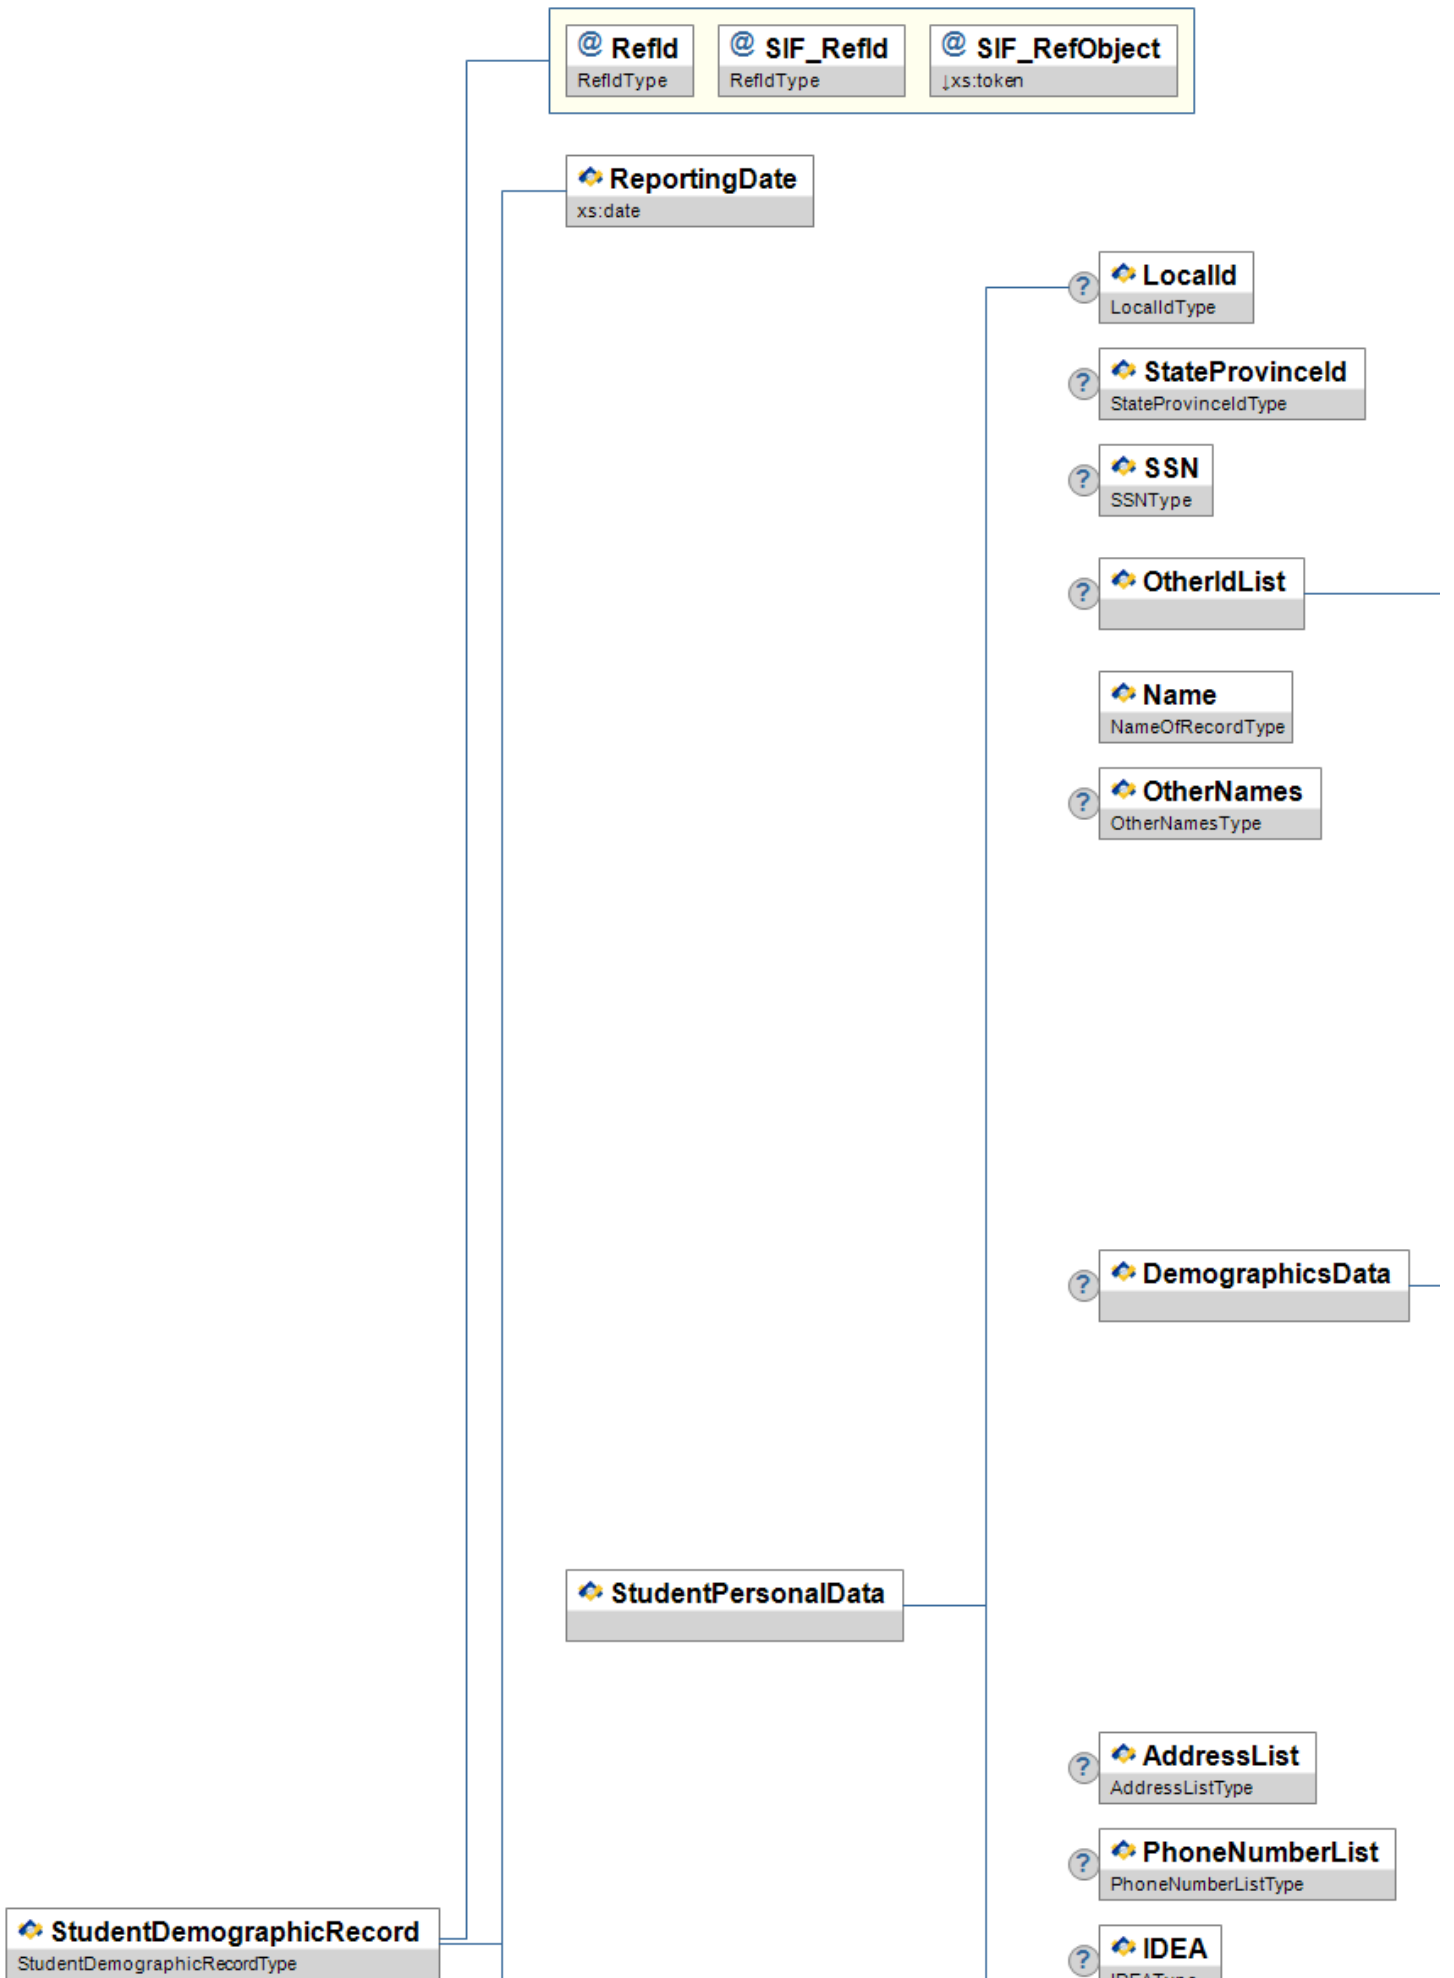 @ RefId
RefIdType
@ SIF_RefId
RefIdType
@ SIF_RefObject
↓xs:token
ReportingDate
xs:date
? LocalId
LocalIdType
? StateProvinceId
StateProvinceIdType
? SSN
SSNType
? OtherIdList
Name
NameOfRecordType
? OtherNames
OtherNamesType
? DemographicsData
StudentPersonalData
? AddressList
AddressListType
? PhoneNumberList
PhoneNumberListType
StudentDemographicRecord
StudentDemographicRecordType
? IDEA
IDEAType